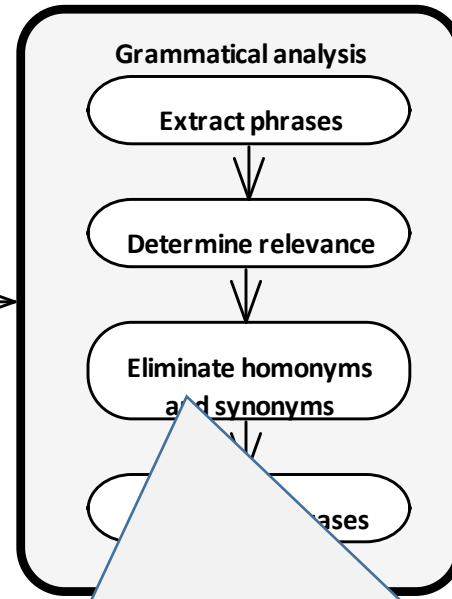 Grammatical analysis
Extract phrases
Determine relevance
Eliminate homonyms
and synonyms